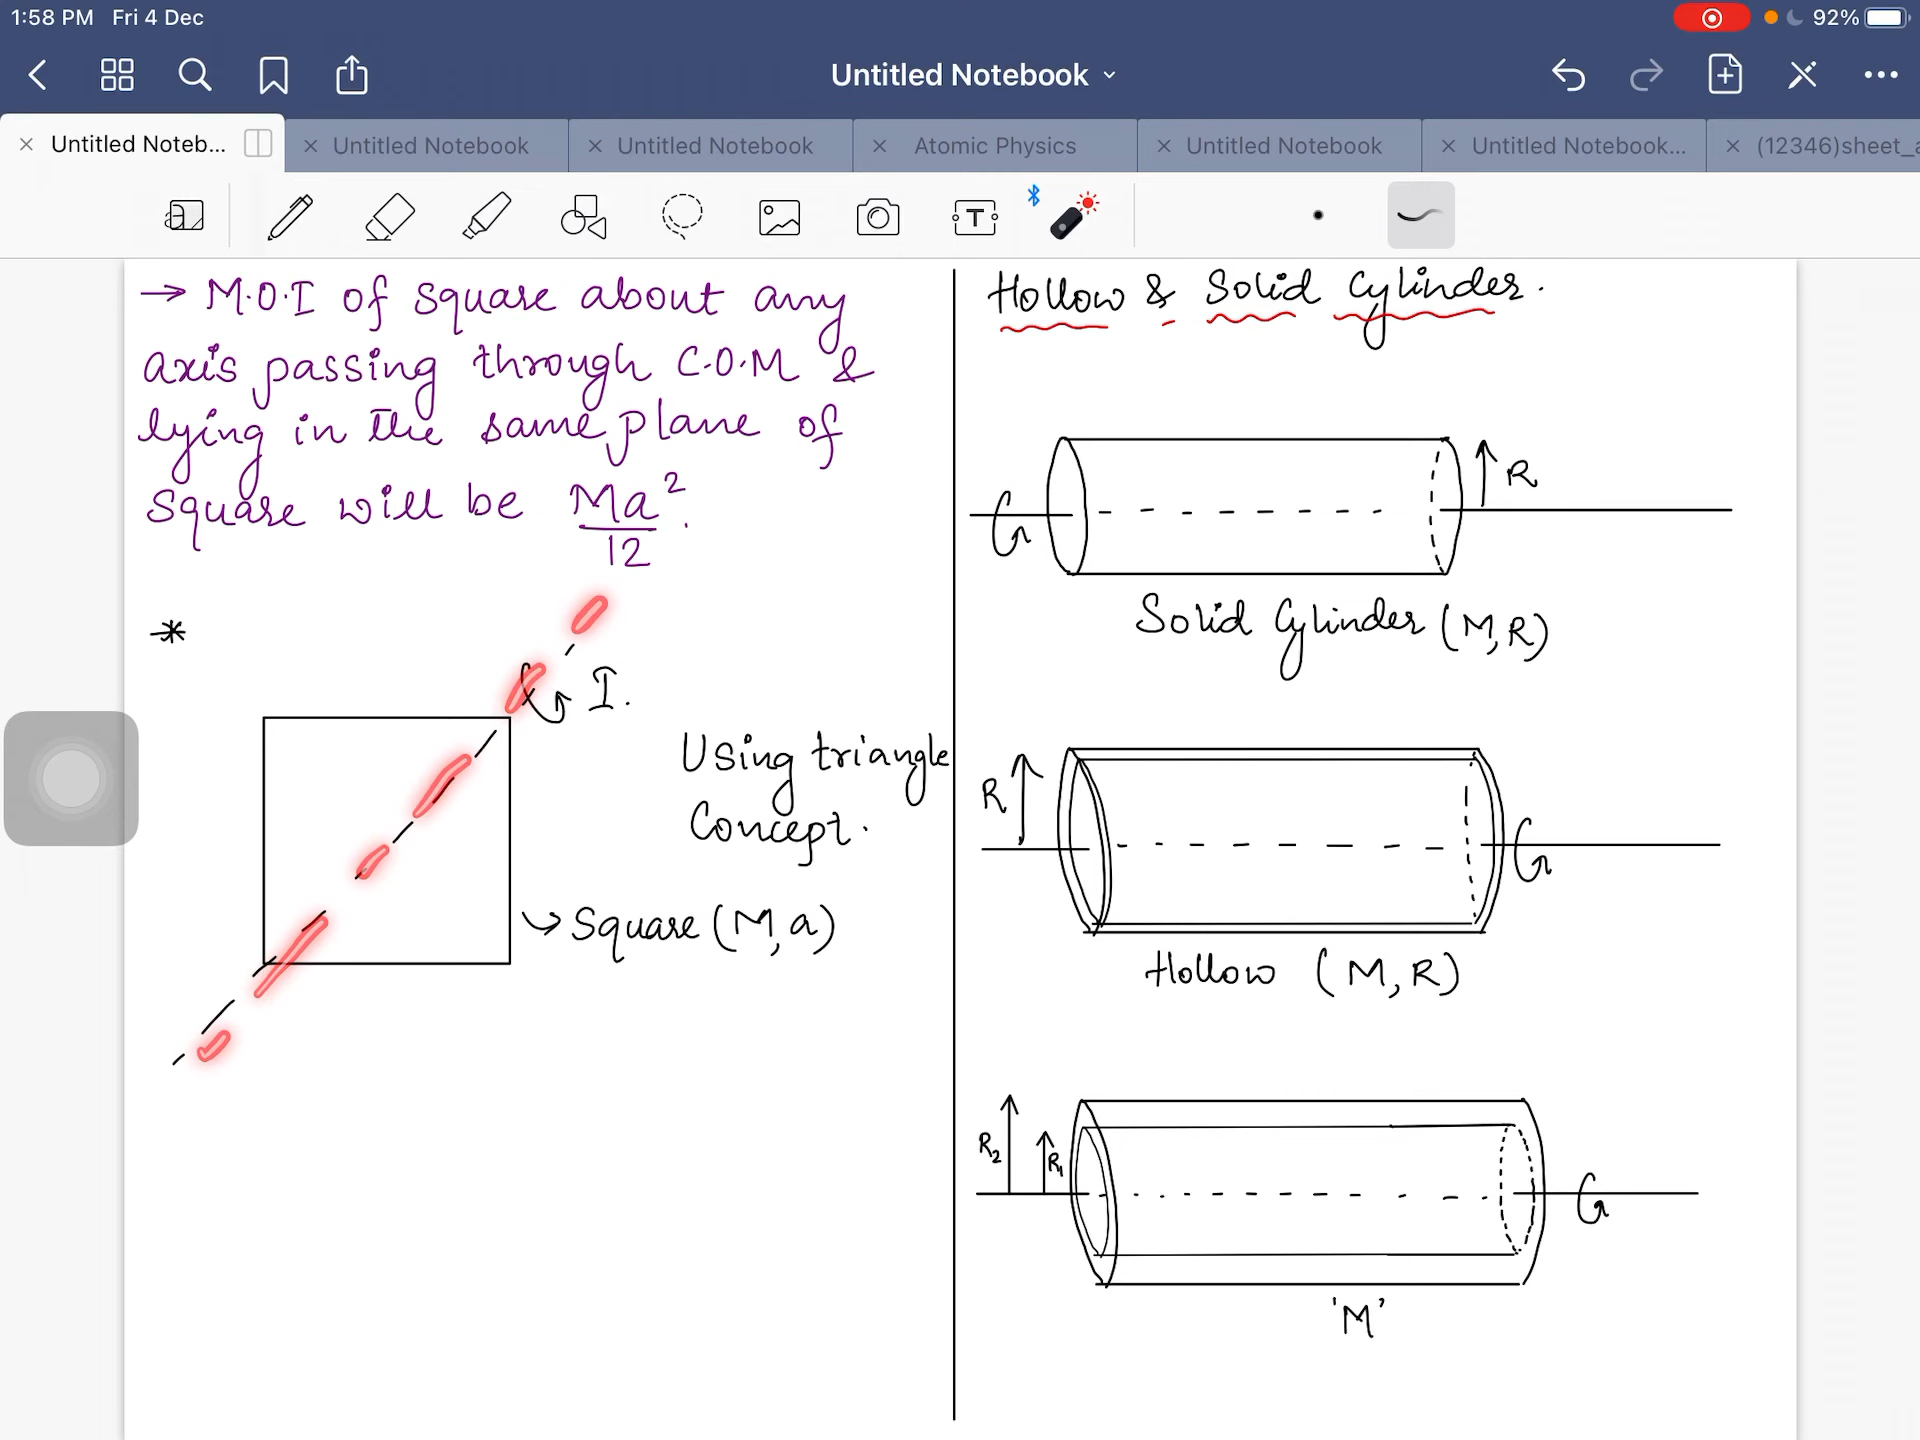 1:58 PM Fri 4 Dec
92%
Untitled Notebook
Untitled Noteb...
Untitled Notebook
Untitled Notebook
Atomic Physics
Untitled Notebook
Untitled Notebook...
(12346)sheet_a
→ M.O.I of square about any
axis passing through C.O.M &
lying in the same plane of
square will be Ma²/12.
*
I.
Using triangle
Concept.
Square (M, a)
Hollow & Solid Cylinder.
R
Solid Cylinder (M, R)
R
Hollow (M, R)
R₂
R₁
'M'